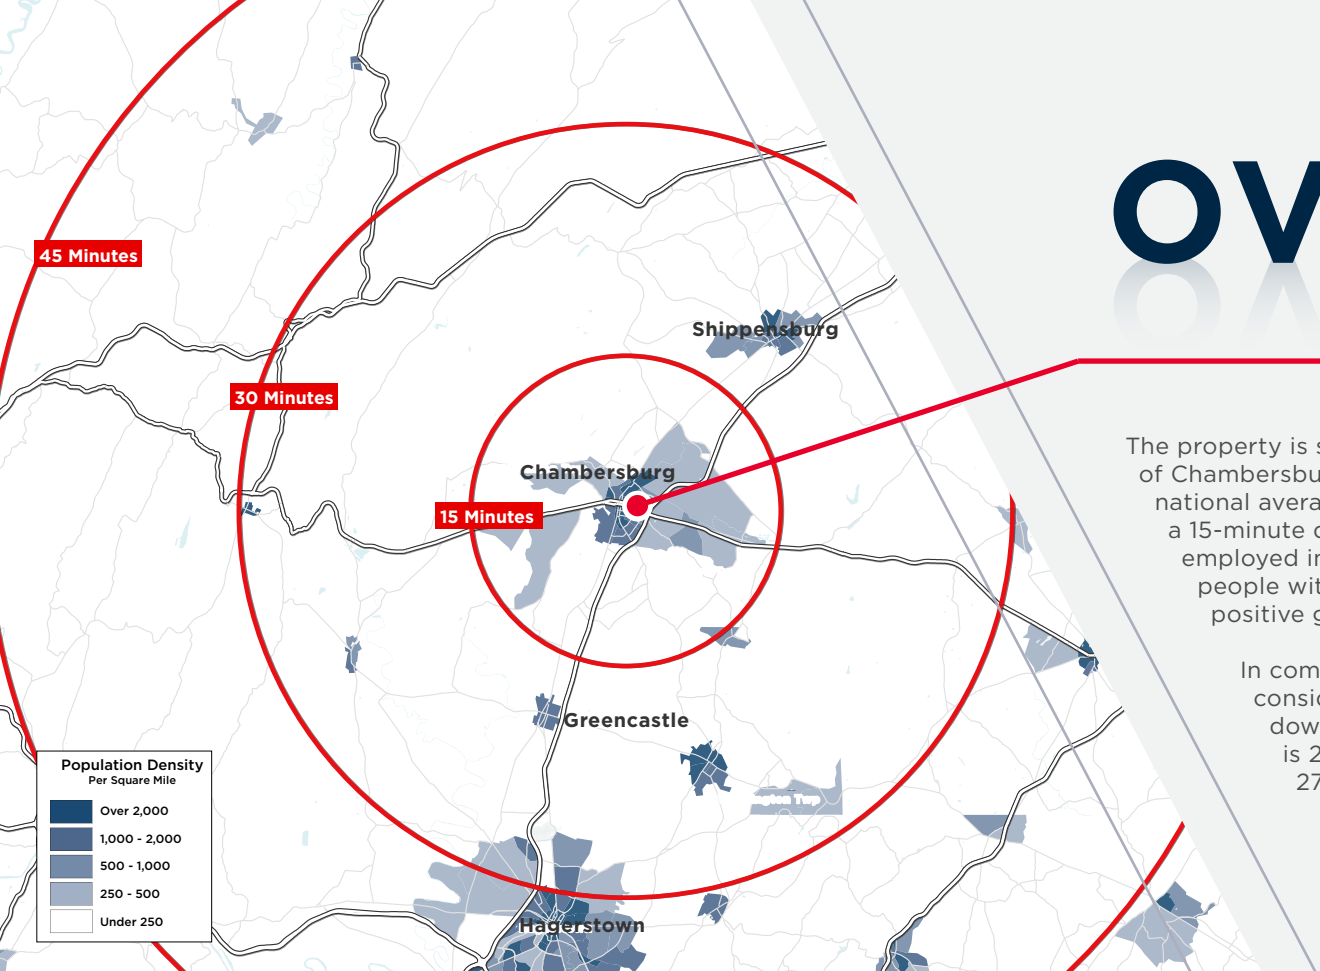 OV
45 Minutes
Shippensburg
30 Minutes
The property is s
of Chambersbu
Chambersburg
national avera
15 Minutes
a 15-minute
employed in
people wit
positive g
In com
consid
Greencastle
dow
is 2
27
Population Density
Per Square Mile
Over 2,000
1,000 - 2,000
500 - 1,000
250 - 500
Under 250
Hagerstown